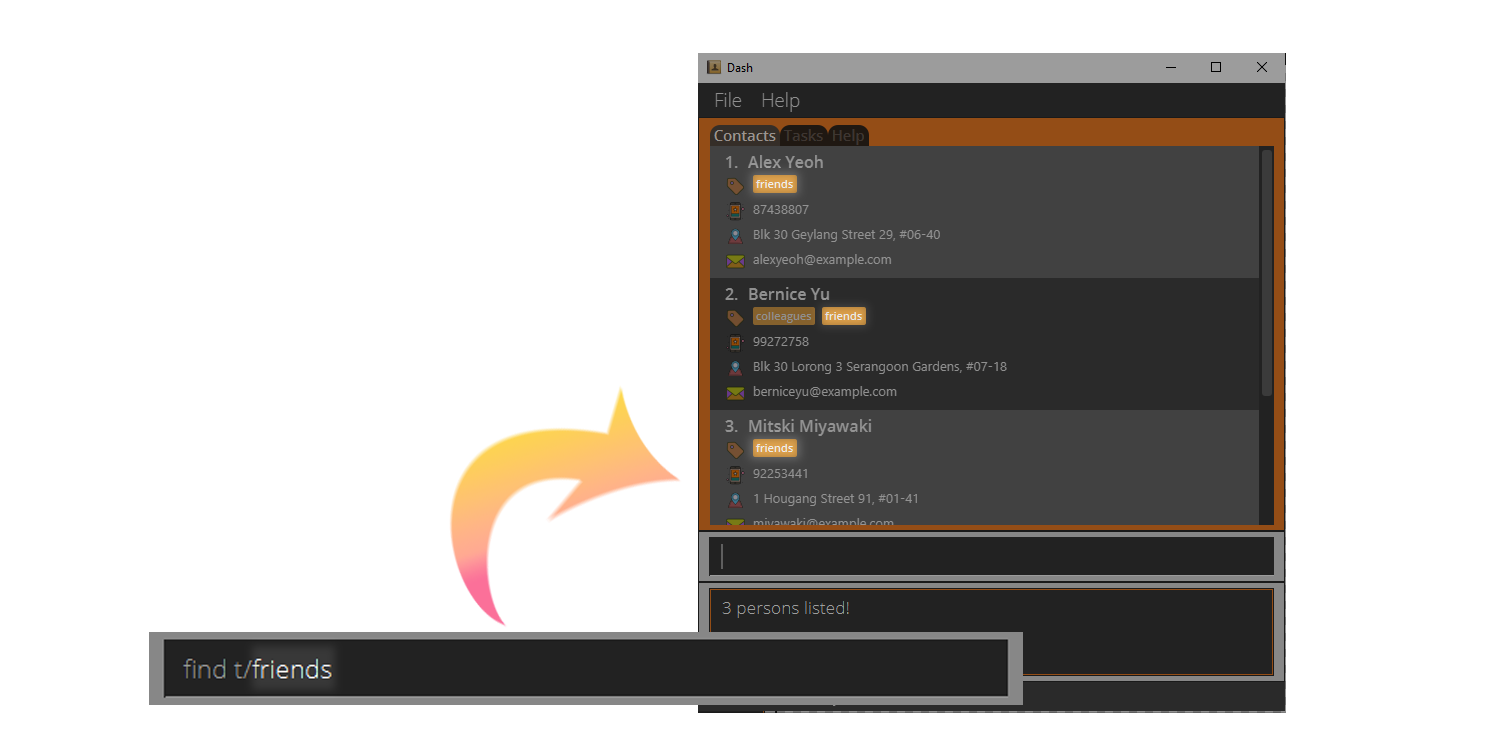 Dash
File Help
Contacts Tasks Help
1. Alex Yeoh
friends
87438807
Blk 30 Geylang Street 29, #06-40
alexyeoh@example.com
2. Bernice Yu
colleagues friends
99272758
Blk 30 Lorong 3 Serangoon Gardens, #07-18
berniceyu@example.com
3. Mitski Miyawaki
friends
92253441
1 Hougang Street 91, #01-41
miyawaki@example.com
3 persons listed!
find t/friends